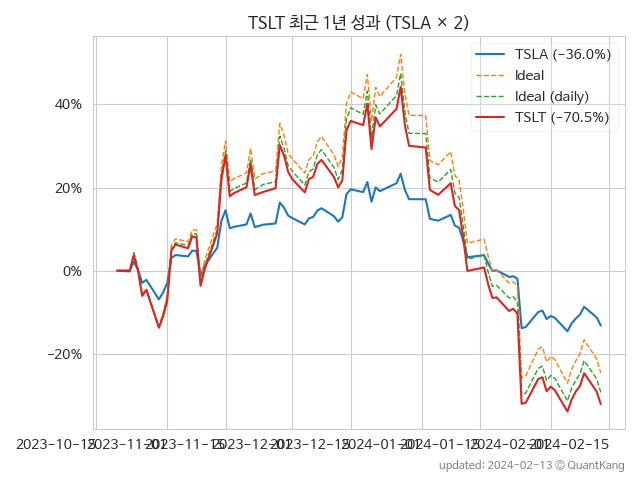 TSLT 최근 1년 성과 (TSLA × 2)
TSLA (−36.0%)
Ideal
Ideal (daily)
TSLT (−70.5%)
40%
20%
0%
−20%
2023-10-15 2023-11-01 2023-11-15 2023-12-01 2023-12-15 2024-01-01 2024-01-15 2024-02-01 2024-02-15
updated: 2024-02-13 © QuantKang